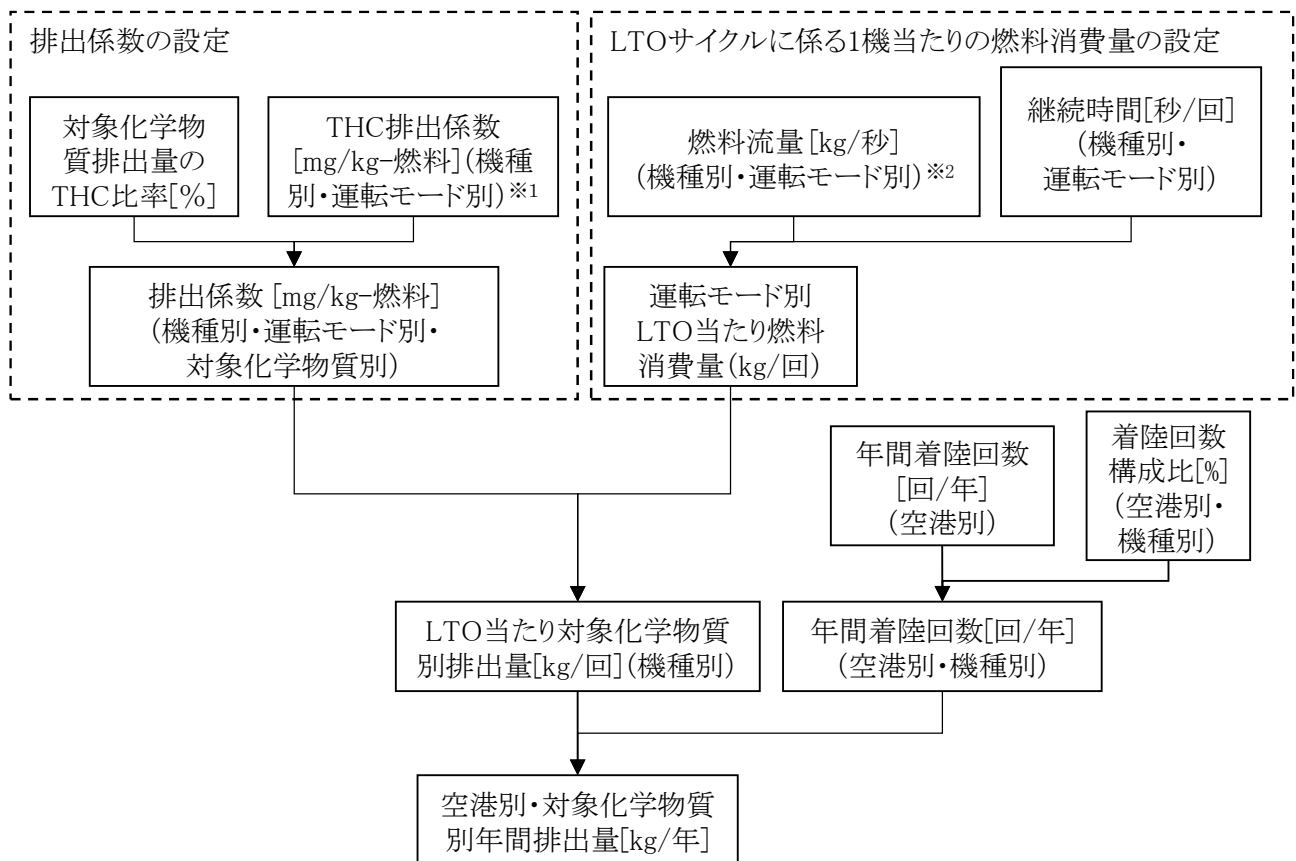 排出係数の設定
対象化学物
質排出量の
THC比率[%]
THC排出係数
[mg/kg-燃料](機種
別・運転モード別)※1
排出係数 [mg/kg-燃料]
(機種別・運転モード別・
対象化学物質別)
LTOサイクルに係る1機当たりの燃料消費量の設定
燃料流量[kg/秒]
(機種別・運転モード別)※2
継続時間[秒/回]
(機種別・
運転モード別)
運転モード別
LTO当たり燃料
消費量(kg/回)
年間着陸回数
[回/年]
(空港別)
着陸回数
構成比[%]
(空港別・
機種別)
LTO当たり対象化学物質
別排出量[kg/回](機種別)
年間着陸回数[回/年]
(空港別・機種別)
空港別・対象化学物質
別年間排出量[kg/年]